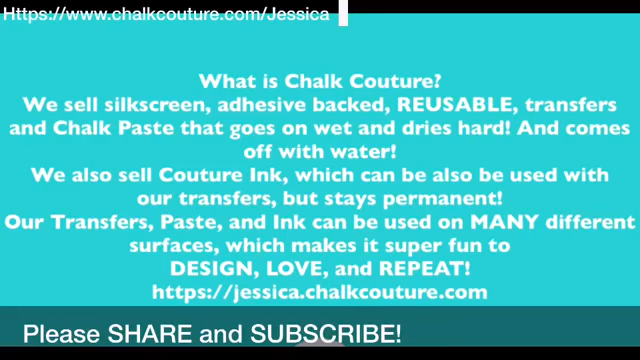 Https://www.chalkcouture.com/Jessica
What is Chalk Couture?
We sell silkscreen, adhesive backed, REUSABLE, transfers
and Chalk Paste that goes on wet and dries hard! And comes
off with water!
We also sell Couture Ink, which can be also be used with
our transfers, but stays permanent!
Our Transfers, Paste, and Ink can be used on MANY different
surfaces, which makes it super fun to
DESIGN, LOVE, and REPEAT!
https://jessica.chalkcouture.com
Please SHARE and SUBSCRIBE!